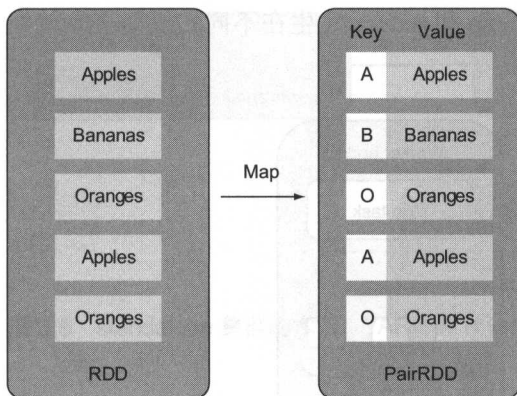 Apples
Bananas
Oranges
Apples
Oranges
RDD
Map
Key Value
A Apples
B Bananas
O Oranges
A Apples
O Oranges
PairRDD